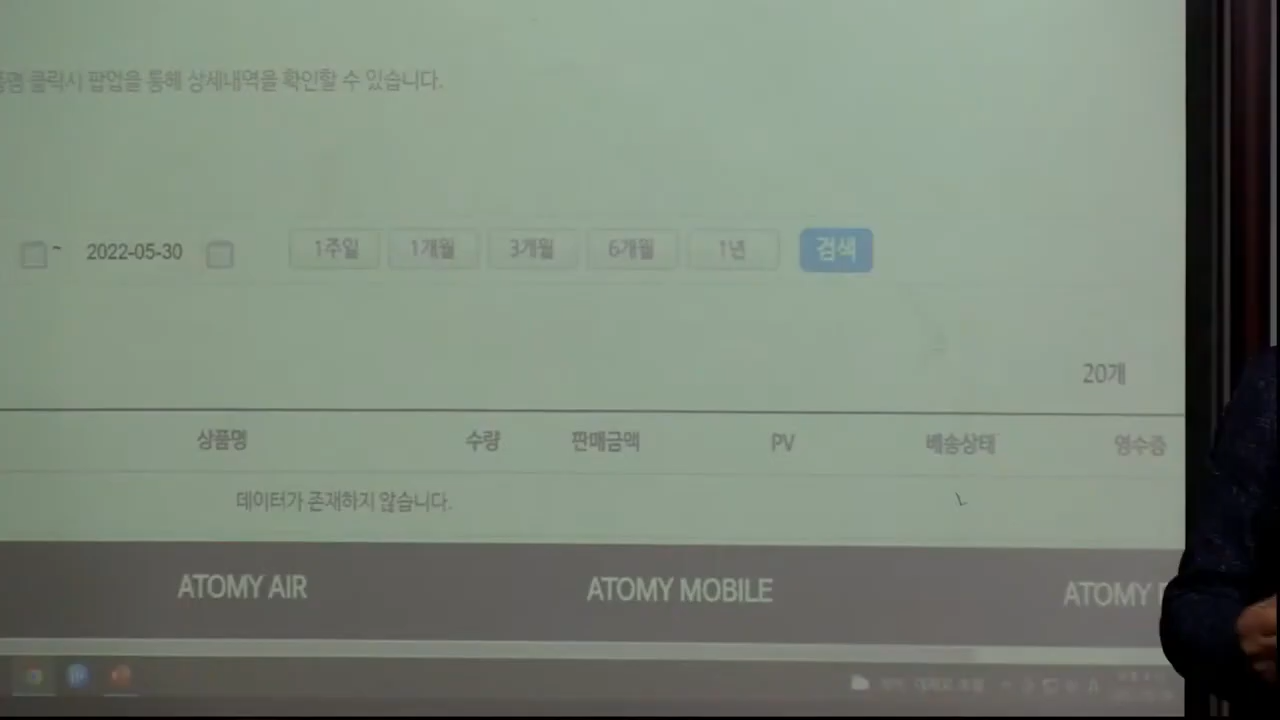 클릭시 팝업을 통해 상세내역을 확인할 수 있습니다.
~ 2022-05-30 1주일 1개월 3개월 6개월 1년 검색
20개
상품명 수량 판매금액 PV 배송상태 영수증
데이터가 존재하지 않습니다.
ATOMY AIR ATOMY MOBILE ATOMY